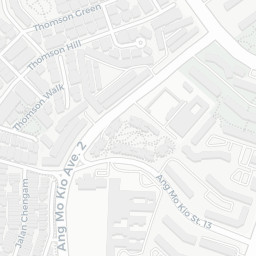 Thomson Green
Thomson Hill
Thomson Walk
Ang Mo Kio Ave. 2
Ang Mo Kio St. 13
Jalan Chengam